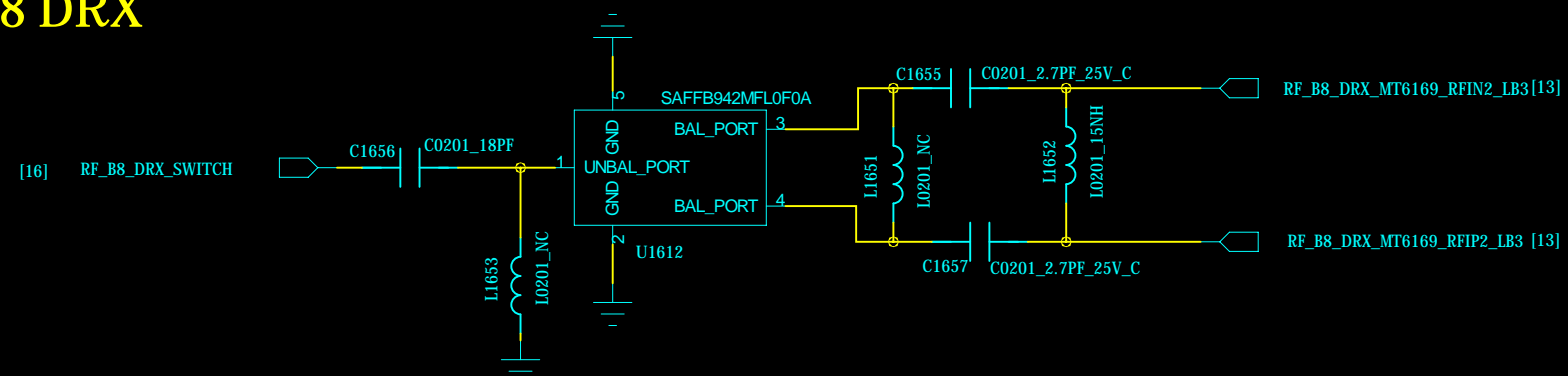 8 DRX
[16] RF_B8_DRX_SWITCH
C1656
C0201_18PF
L1653
L0201_NC
1
UNBAL_PORT
5
GND
GND
2
SAFFB942MFL0F0A
BAL_PORT
3
BAL_PORT
4
U1612
C1655
C0201_2.7PF_25V_C
L1651
L0201_NC
L1652
L0201_15NH
C1657
C0201_2.7PF_25V_C
RF_B8_DRX_MT6169_RFIN2_LB3 [13]
RF_B8_DRX_MT6169_RFIP2_LB3 [13]